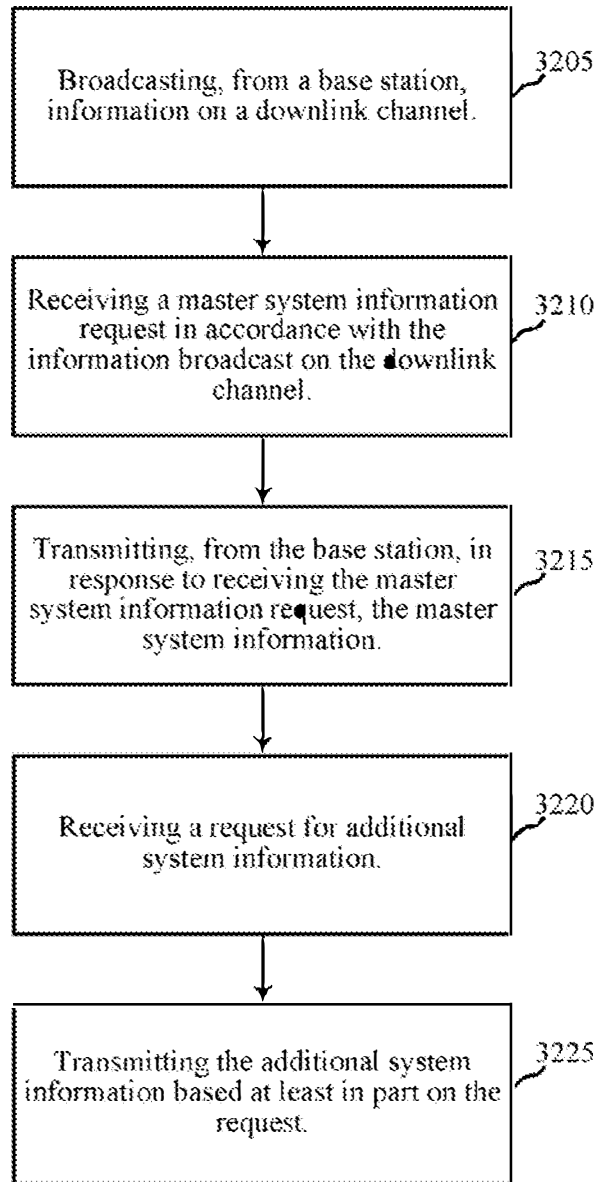 Broadcasting, from a base station,
information on a downlink channel.
3205
Receiving a master system information
request in accordance with the
information broadcast on the downlink
channel.
3210
Transmitting, from the base station, in
response to receiving the master
system information request, the master
system information.
3215
Receiving a request for additional
system information.
3220
Transmitting the additional system
information based at least in part on the
request.
3225